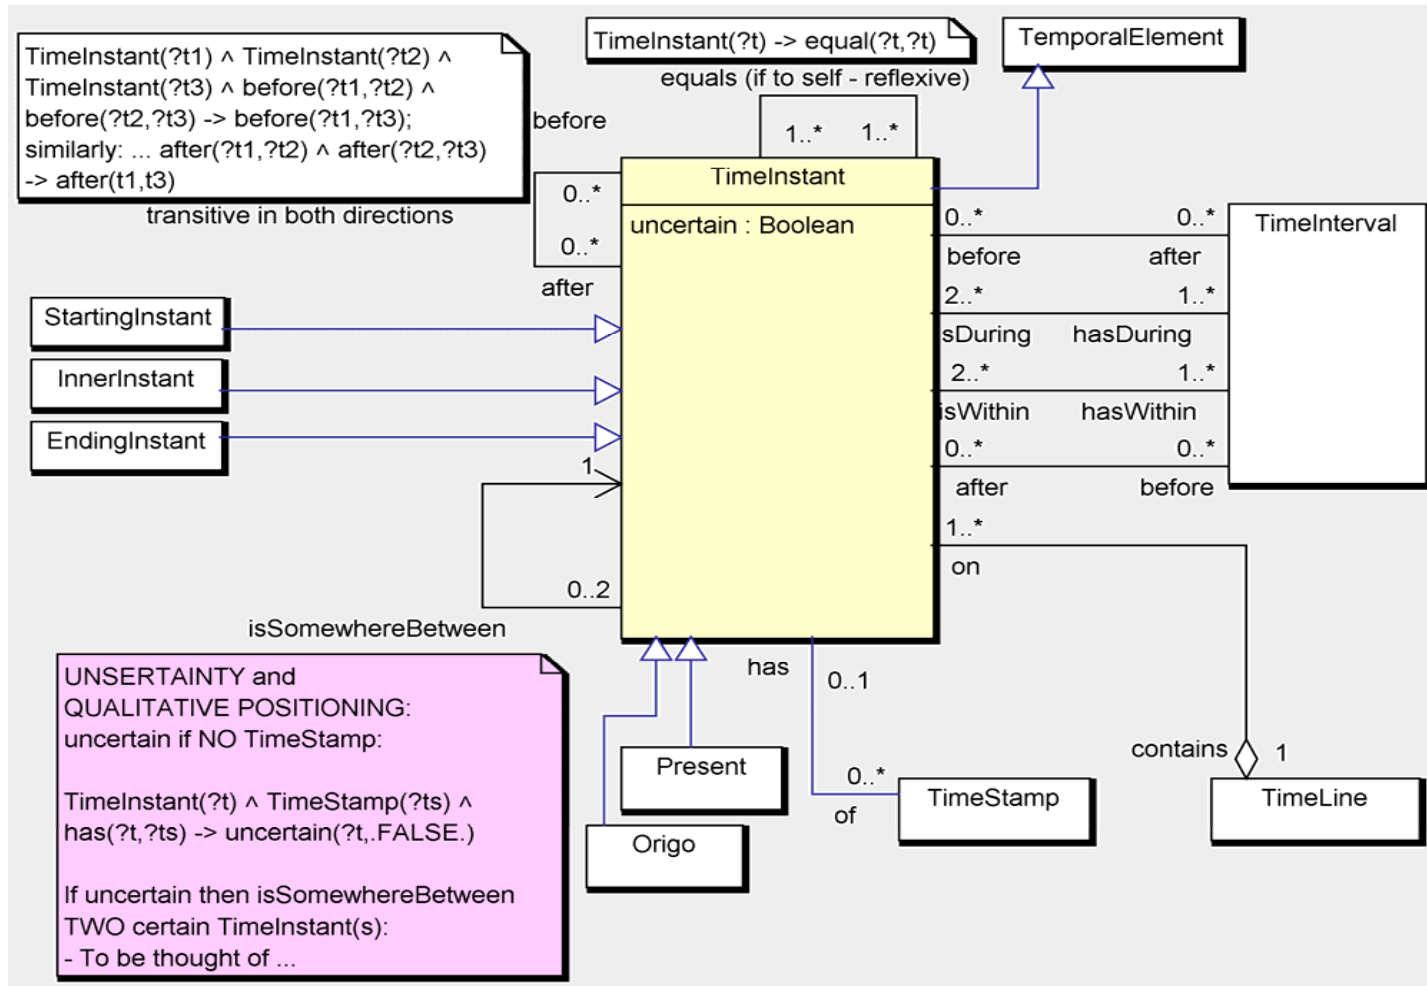 TimeInstant(?t1) ʌ TimeInstant(?t2) ʌ
TimeInstant(?t3) ʌ before(?t1,?t2) ʌ
before(?t2,?t3) -> before(?t1,?t3);
similarly: ... after(?t1,?t2) ʌ after(?t2,?t3)
-> after(t1,t3)
transitive in both directions
TimeInstant(?t) -> equal(?t,?t)
equals (if to self - reflexive)
1..* 1..*
TemporalElement
before
0..*
0..*
after
TimeInstant
uncertain : Boolean
0..* 0..*
before after
2..* 1..*
sDuring hasDuring
2..* 1..*
isWithin hasWithin
0..* 0..*
after before
TimeInterval
StartingInstant
InnerInstant
EndingInstant
1
0..2
isSomewhereBetween
1..*
on
contains 1
TimeLine
has
0..1
0..*
of
TimeStamp
Present
Origo
UNSERTAINTY and
QUALITATIVE POSITIONING:
uncertain if NO TimeStamp:
TimeInstant(?t) ʌ TimeStamp(?ts) ʌ
has(?t,?ts) -> uncertain(?t,.FALSE.)
If uncertain then isSomewhereBetween
TWO certain TimeInstant(s):
- To be thought of ...